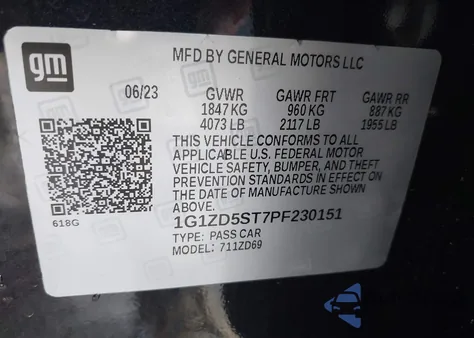 gm
MFD BY GENERAL MOTORS LLC
06/23 GVWR GAWR FRT GAWR RR
1847 KG 960 KG 887 KG
4073 LB 2117 LB 1955 LB
THIS VEHICLE CONFORMS TO ALL
APPLICABLE U.S. FEDERAL MOTOR
VEHICLE SAFETY, BUMPER, AND THEFT
PREVENTION STANDARDS IN EFFECT ON
THE DATE OF MANUFACTURE SHOWN
ABOVE.
618G
1G1ZD5ST7PF230151
TYPE: PASS CAR
MODEL: 711ZD69